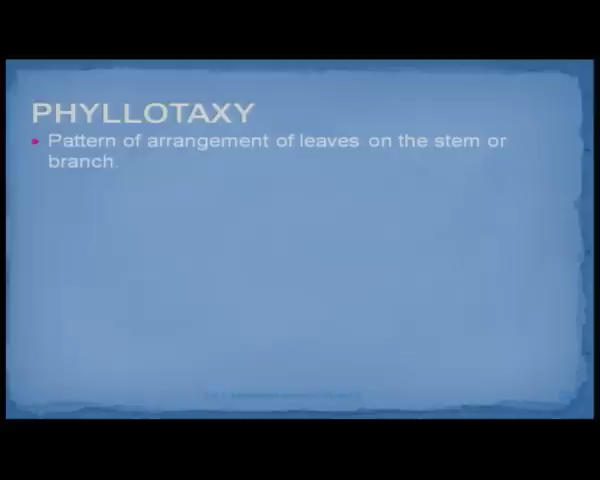 PHYLLOTAXY
Pattern of arrangement of leaves on the stem or
branch.